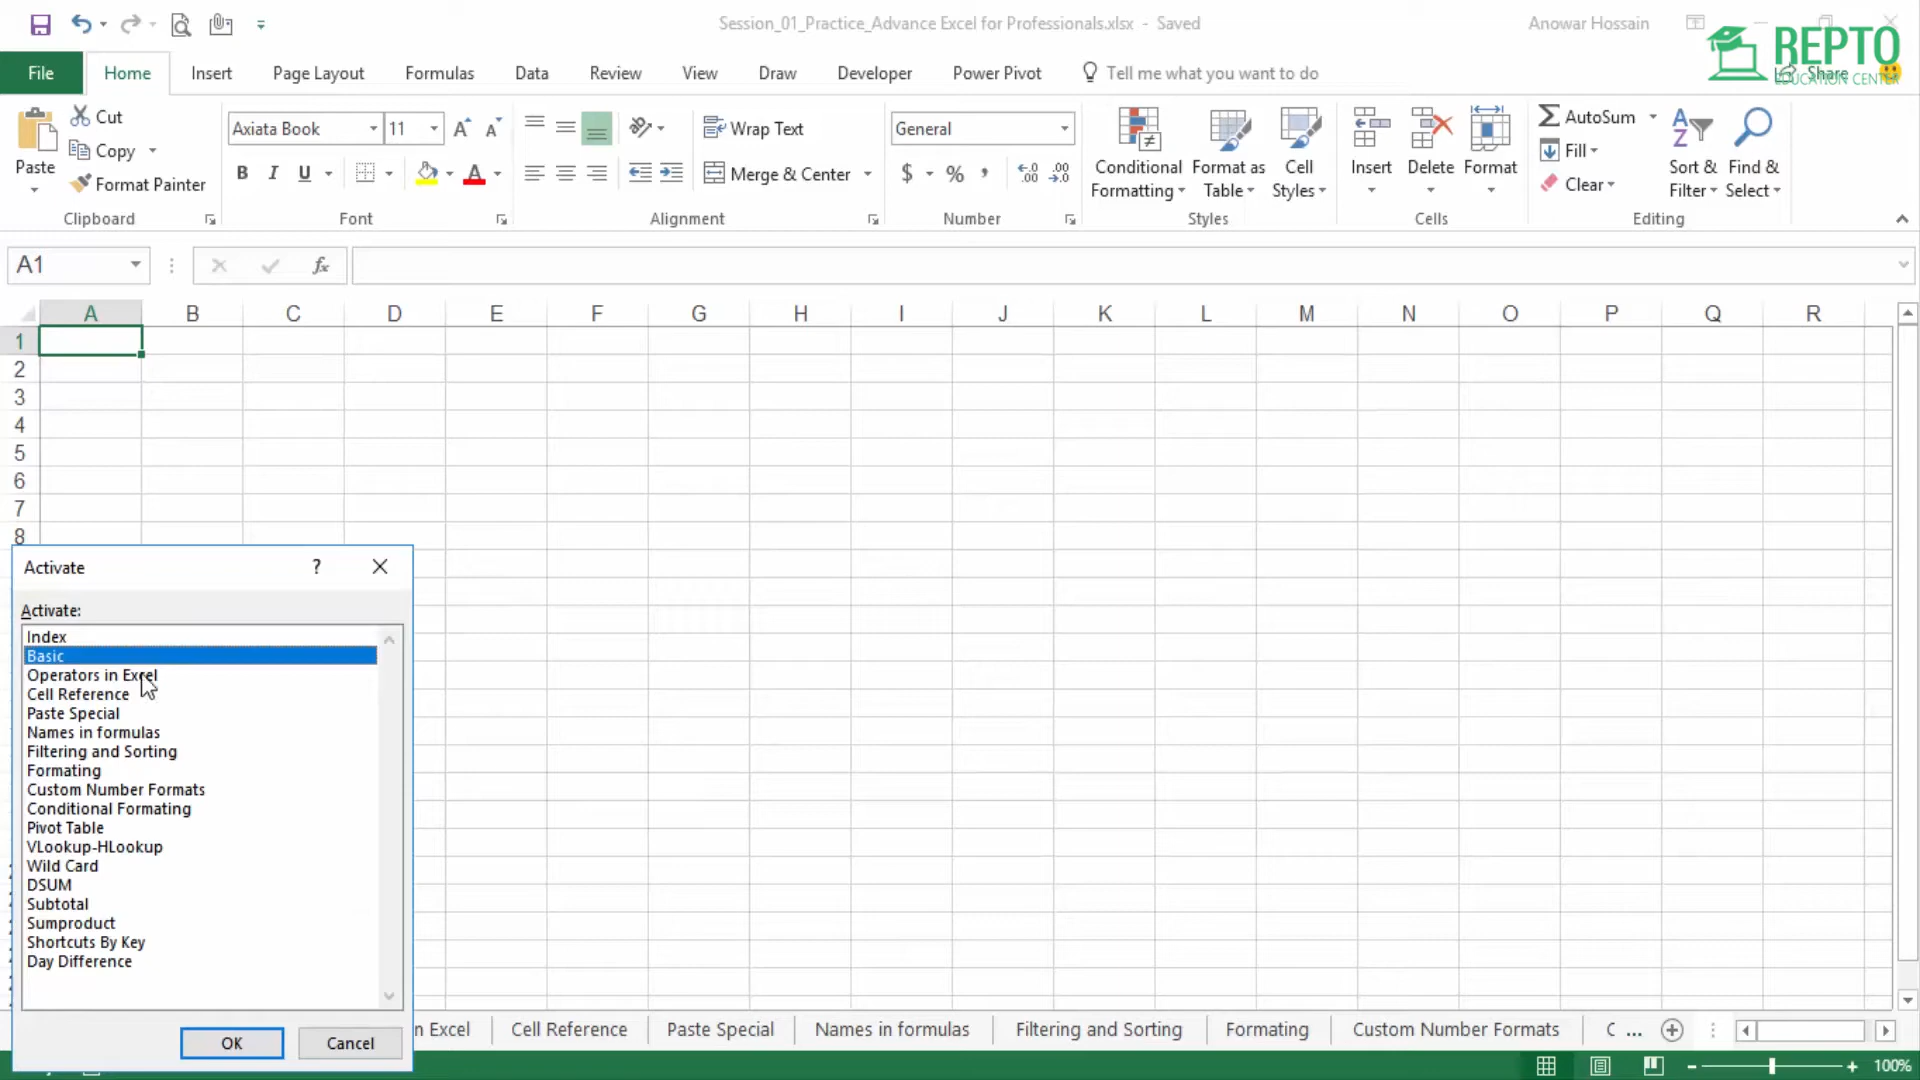 Session_01_Practice_Advance Excel for Professionals.xlsx - Saved
Anowar Hossain
REPTO
EDUCATION CENTER
File Home Insert Page Layout Formulas Data Review View Draw Developer Power Pivot Tell me what you want to do Share
Paste
Cut
Copy
Format Painter
Clipboard
Axiata Book 11
B I U
Font
Wrap Text
Merge & Center
Alignment
General
$ %
Number
Conditional Formatting
Format as Table
Cell Styles
Styles
Insert Delete Format
Cells
AutoSum
Fill
Clear
Sort & Filter
Find & Select
Editing
A1 fx
A B C D E F G H I J K L M N O P Q R
1
2
3
4
5
6
7
8
Activate ?
Activate:
Index
Basic
Operators in Excel
Cell Reference
Paste Special
Names in formulas
Filtering and Sorting
Formating
Custom Number Formats
Conditional Formating
Pivot Table
VLookup-HLookup
Wild Card
DSUM
Subtotal
Sumproduct
Shortcuts By Key
Day Difference
OK Cancel
n Excel Cell Reference Paste Special Names in formulas Filtering and Sorting Formating Custom Number Formats C ...
100%